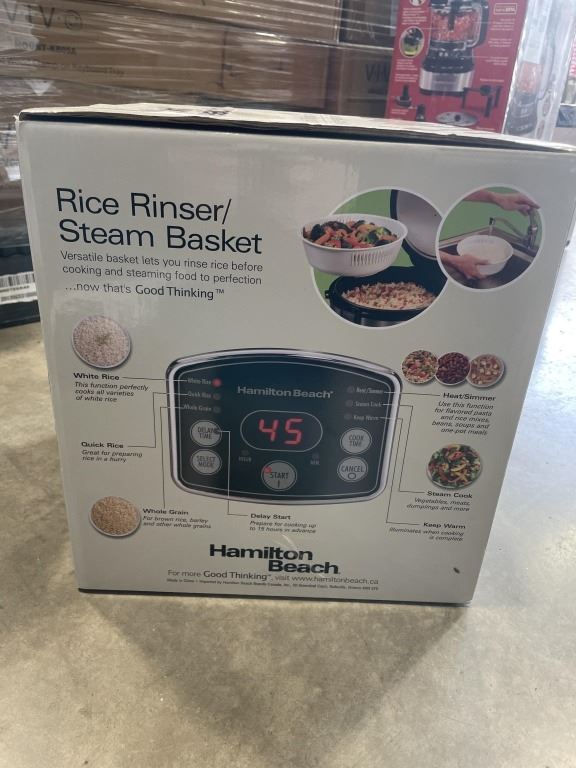 Rice Rinser/
Steam Basket
Versatile basket lets you rinse rice before
cooking and steaming food to perfection
...now that's Good Thinking™
White Rice
This function perfectly
cooks all varieties
of white rice
Quick Rice
Great for preparing
rice in a hurry
Whole Grain
For brown rice, barley
and other whole grains
White Rice
Quick Rice
Whole Grain
Hamilton Beach®
Heat/Simmer
Steam Cook
Keep Warm
DELAY
TIME
45
COOK
TIME
SELECT
MODE
HOUR
MIN.
START
CANCEL
Delay Start
Prepare for cooking up
to 15 hours in advance
Heat/Simmer
Use this function
for flavored pasta
and rice mixes,
beans, soups and
one-pot meals
Steam Cook
Vegetables, meats,
dumplings and more
Keep Warm
Illuminates when cooking
is complete
Hamilton
Beach®
For more Good Thinking™, visit www.hamiltonbeach.ca